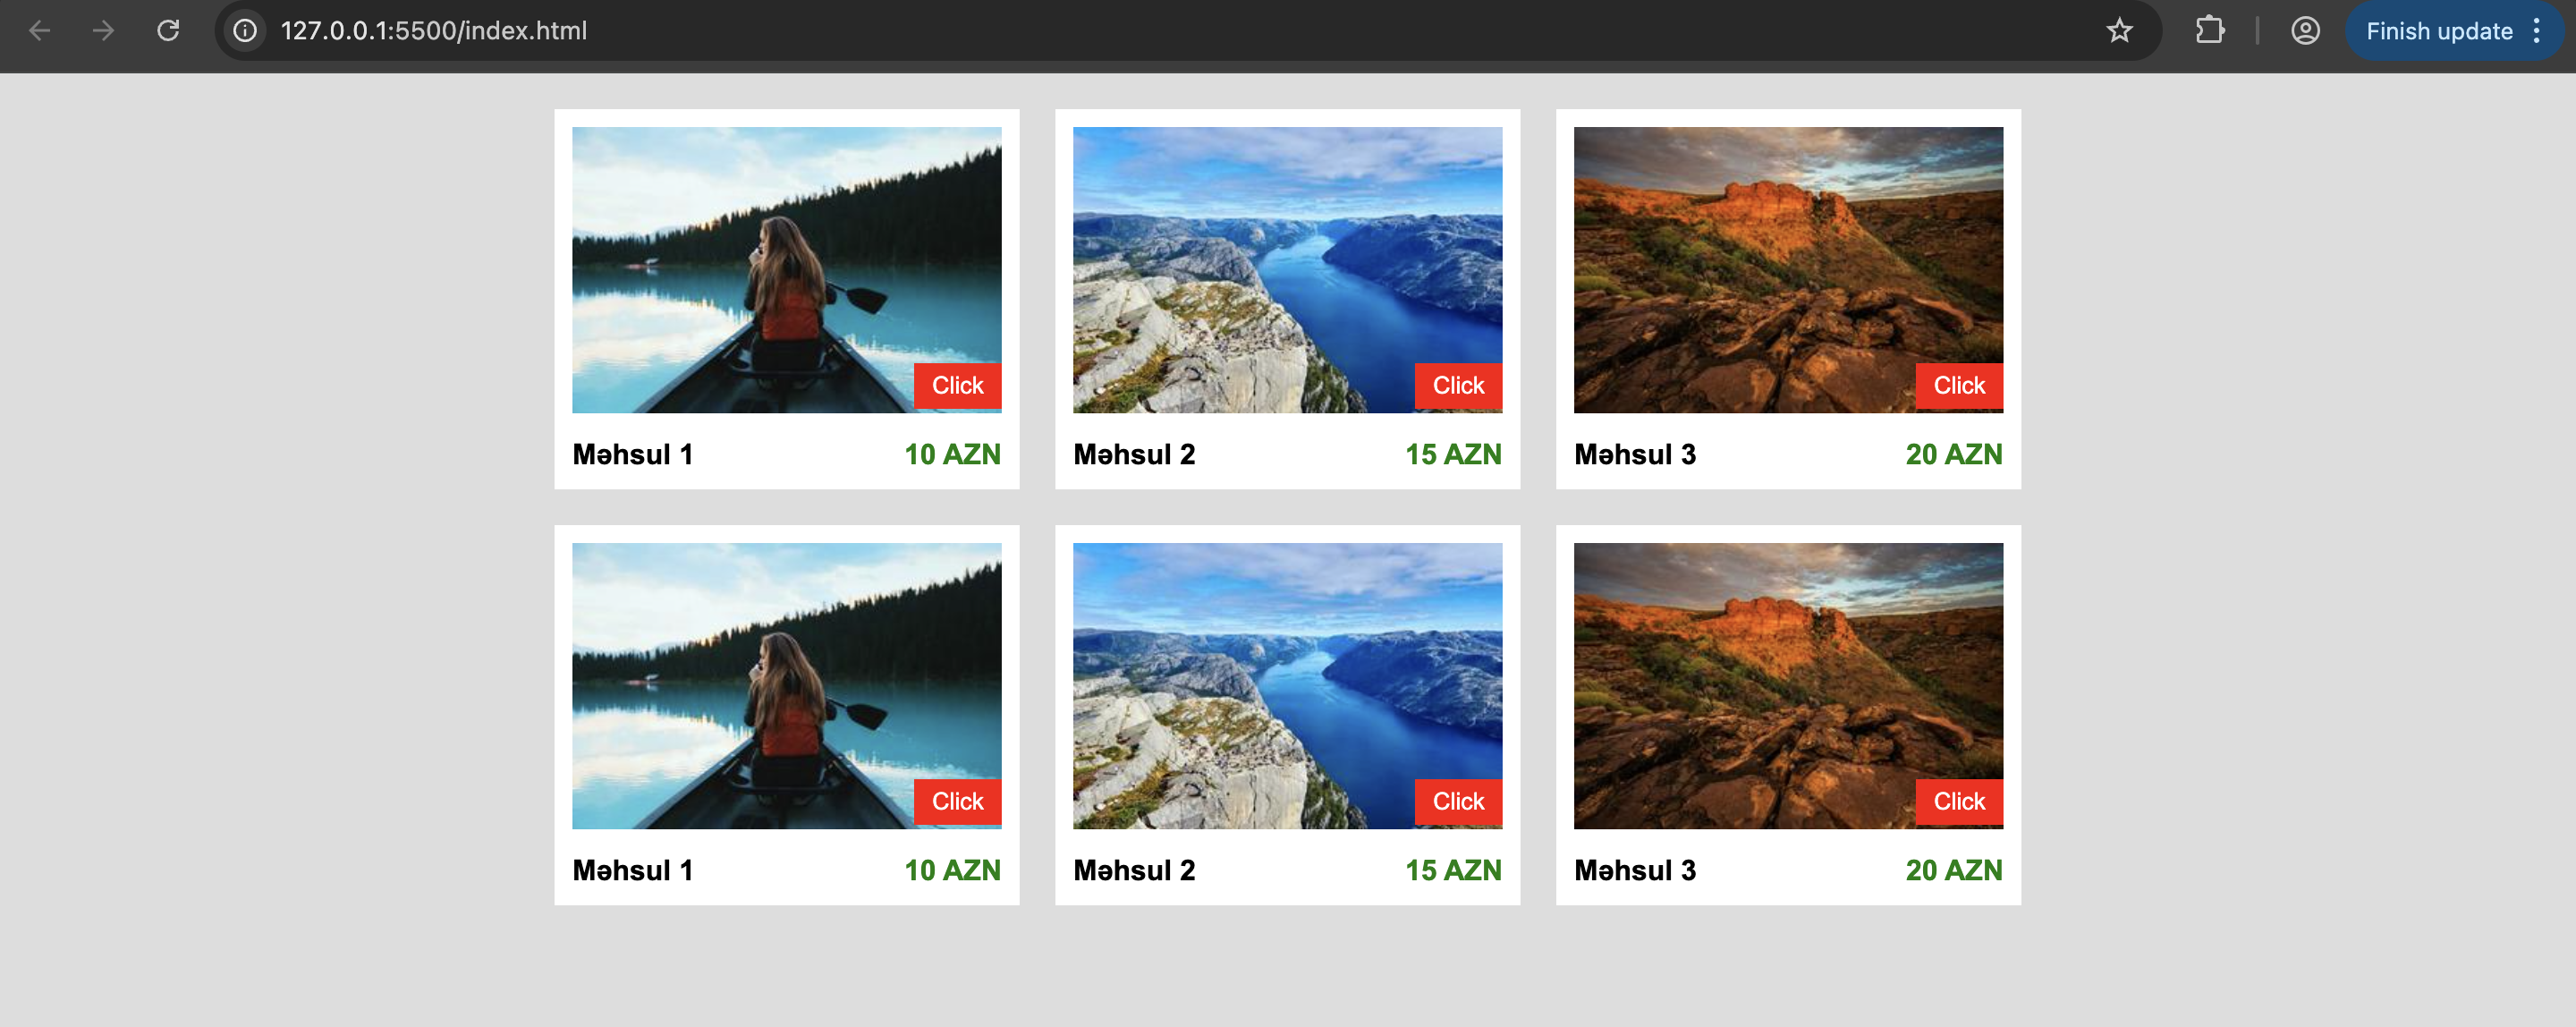 127.0.0.1:5500/index.html
Finish update
Click
Click
Click
Məhsul 1
10 AZN
Məhsul 2
15 AZN
Məhsul 3
20 AZN
Click
Click
Click
Məhsul 1
10 AZN
Məhsul 2
15 AZN
Məhsul 3
20 AZN